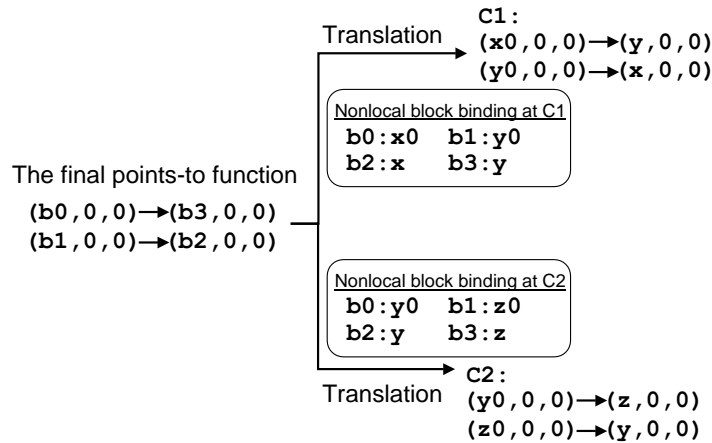 C1:
Translation
(x0,0,0)→(y,0,0)
(y0,0,0)→(x,0,0)
Nonlocal block binding at C1
b0:x0 b1:y0
b2:x b3:y
The final points-to function
(b0,0,0)→(b3,0,0)
(b1,0,0)→(b2,0,0)
Nonlocal block binding at C2
b0:y0 b1:z0
b2:y b3:z
Translation
C2:
(y0,0,0)→(z,0,0)
(z0,0,0)→(y,0,0)